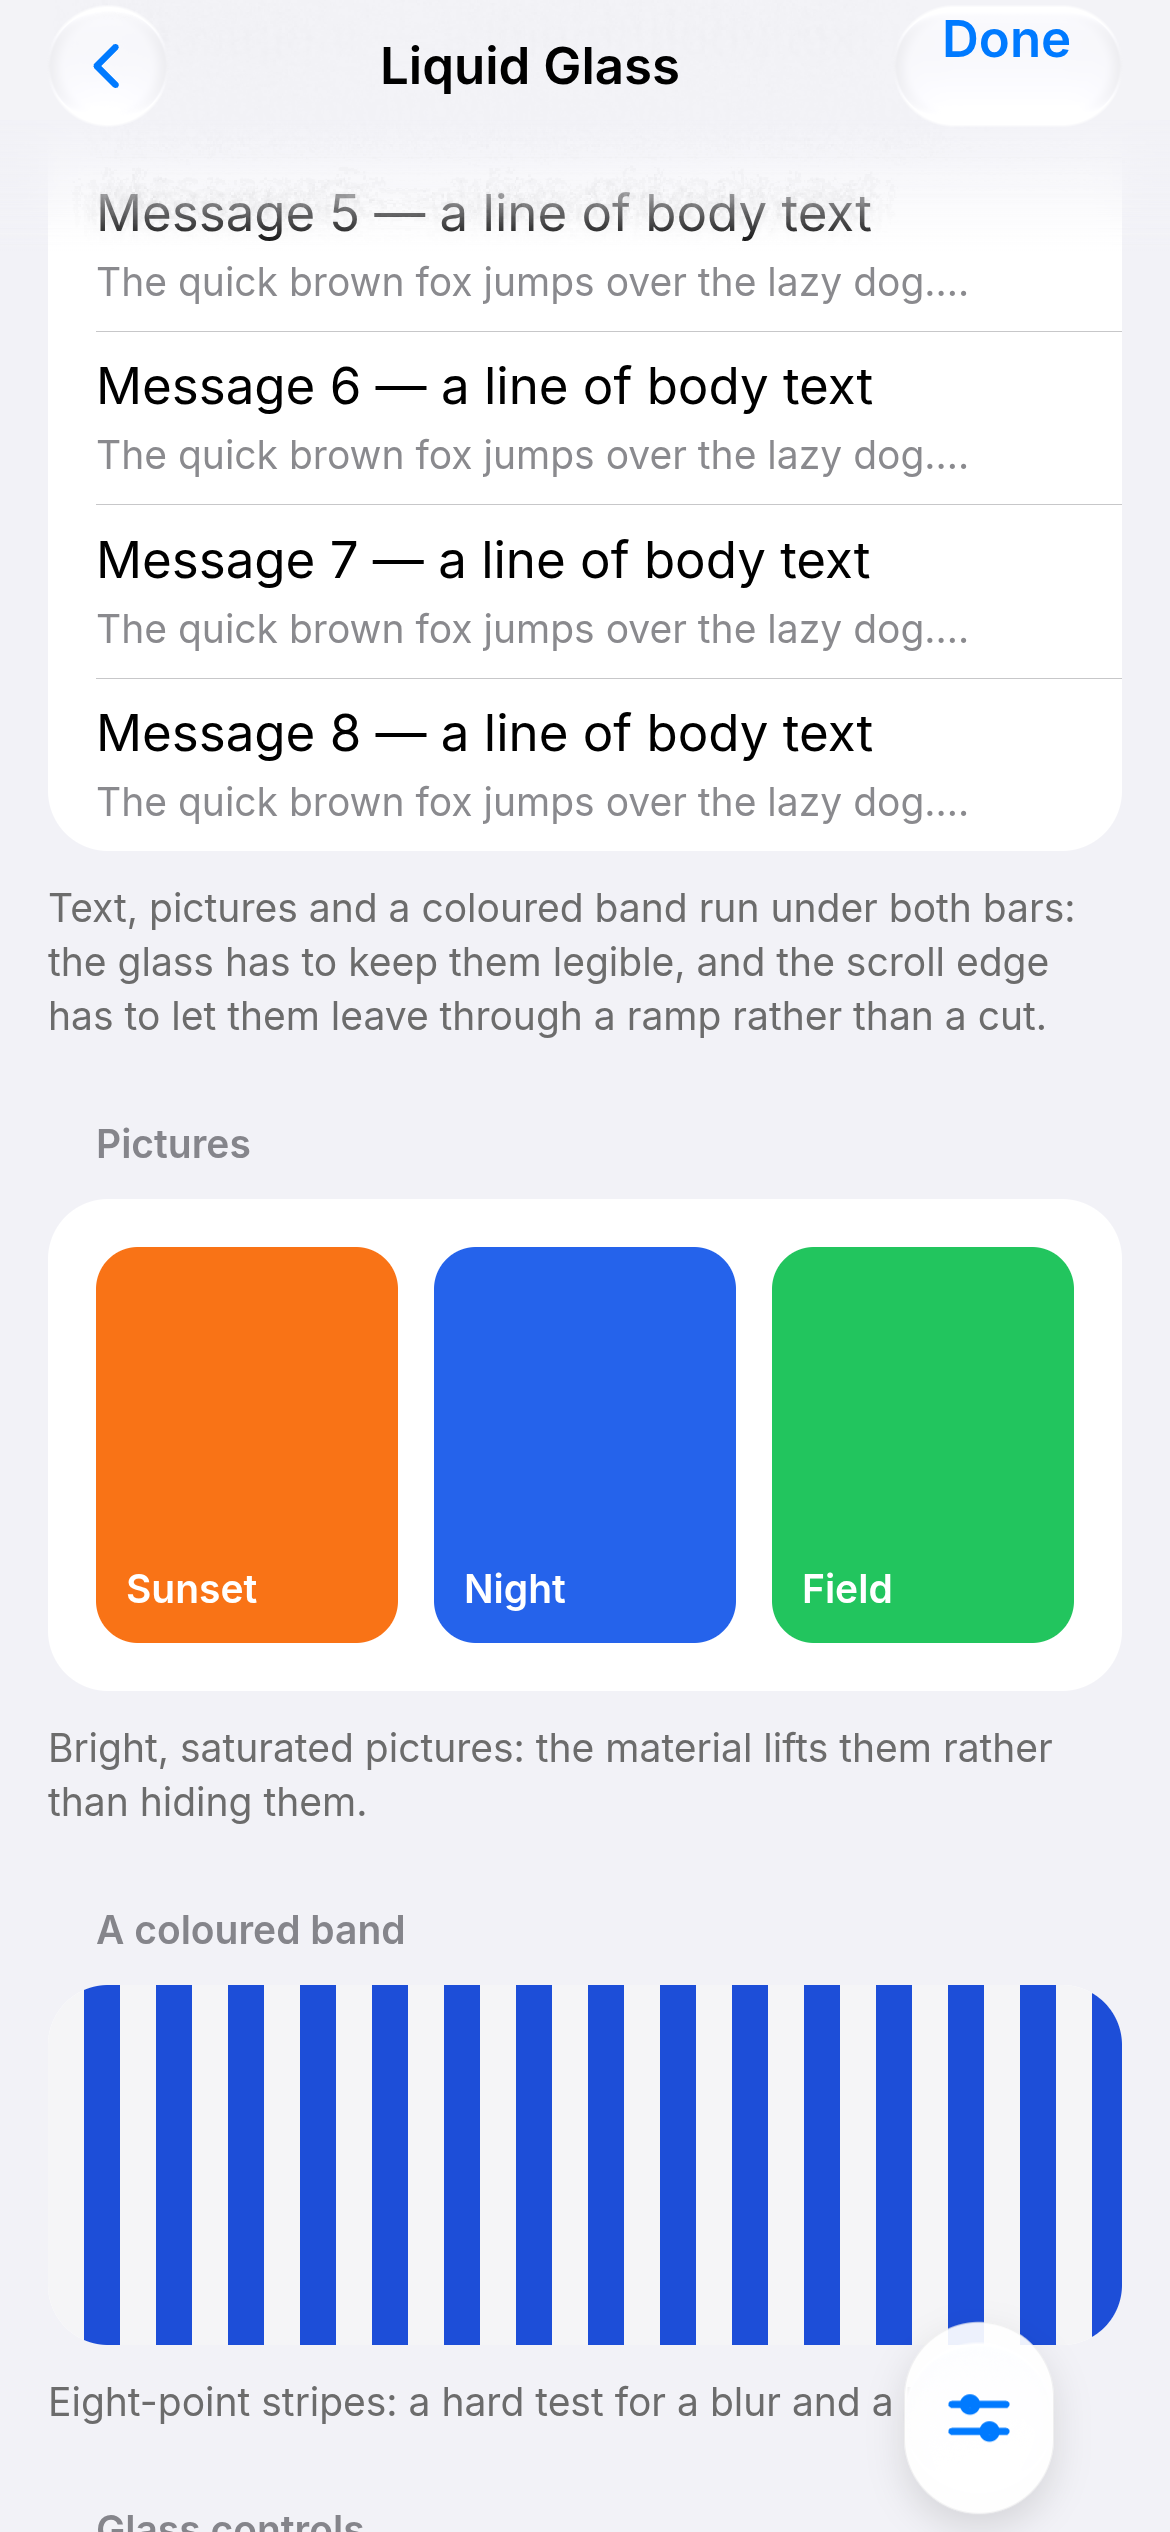 Liquid Glass
Done
Message 5 — a line of body text
The quick brown fox jumps over the lazy dog....
Message 6 — a line of body text
The quick brown fox jumps over the lazy dog....
Message 7 — a line of body text
The quick brown fox jumps over the lazy dog....
Message 8 — a line of body text
The quick brown fox jumps over the lazy dog....
Text, pictures and a coloured band run under both bars:
the glass has to keep them legible, and the scroll edge
has to let them leave through a ramp rather than a cut.
Pictures
Sunset
Night
Field
Bright, saturated pictures: the material lifts them rather
than hiding them.
A coloured band
Eight-point stripes: a hard test for a blur and a
Glass controls